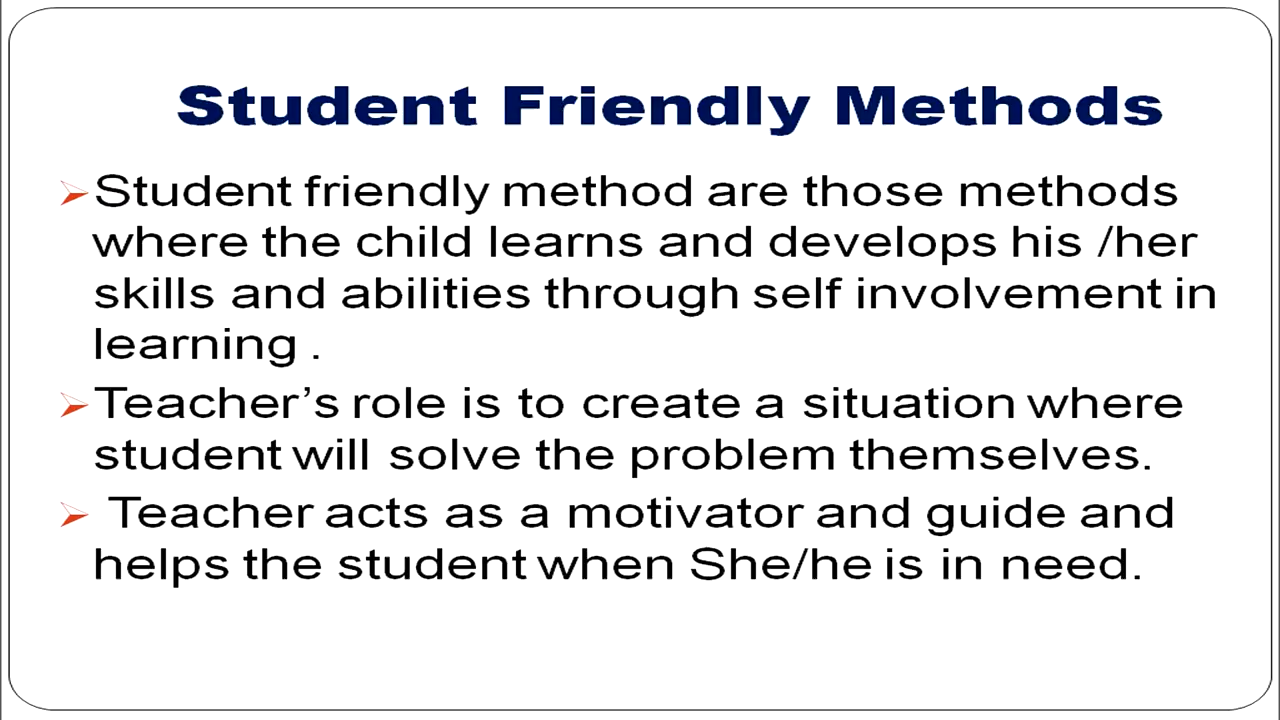 Student Friendly Methods
Student friendly method are those methods
where the child learns and develops his /her
skills and abilities through self involvement in
learning .
Teacher's role is to create a situation where
student will solve the problem themselves.
Teacher acts as a motivator and guide and
helps the student when She/he is in need.